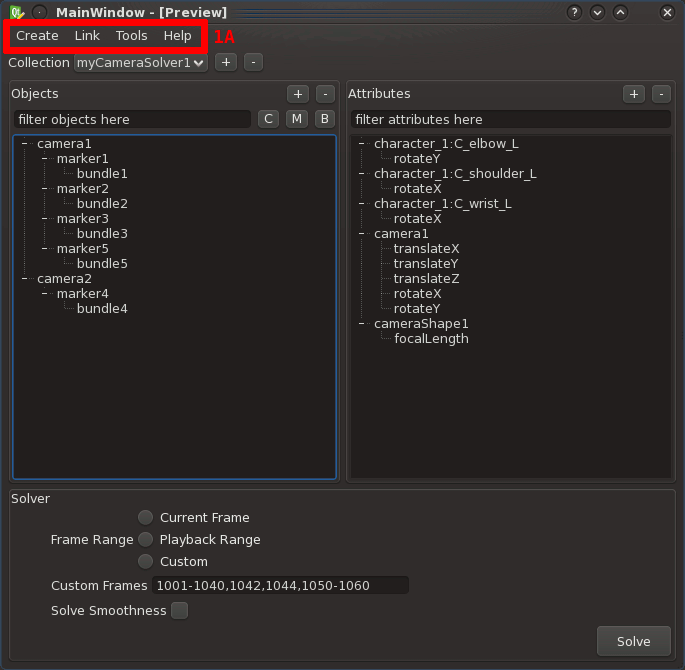 MainWindow - [Preview]
Create Link Tools Help 1A
Collection myCameraSolver1 + -
Objects + -
filter objects here C M B
camera1
marker1
bundle1
marker2
bundle2
marker3
bundle3
marker5
bundle5
camera2
marker4
bundle4
Attributes + -
filter attributes here
character_1:C_elbow_L
rotateY
character_1:C_shoulder_L
rotateX
character_1:C_wrist_L
rotateX
camera1
translateX
translateY
translateZ
rotateX
rotateY
cameraShape1
focalLength
Solver
Current Frame
Frame Range Playback Range
Custom
Custom Frames 1001-1040,1042,1044,1050-1060
Solve Smoothness
Solve